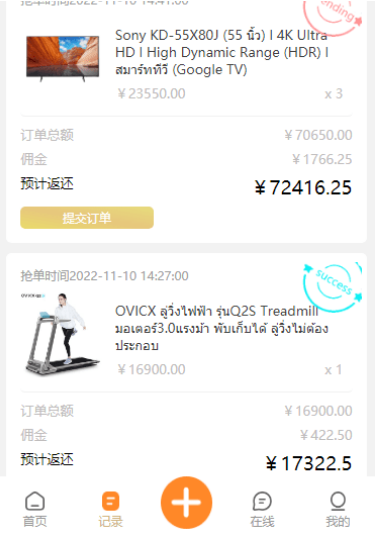 抢单时间2022-11-10 14:41:00
ending
Sony KD-55X80J (55 นิ้ว) l 4K Ultra
HD l High Dynamic Range (HDR) l
สมาร์ททีวี (Google TV)
¥23550.00
x 3
订单总额
¥70650.00
佣金
¥1766.25
预计返还
¥72416.25
提交订单
抢单时间2022-11-10 14:27:00
success
OVICX
OVICX ลู่วิ่งไฟฟ้า รุ่นQ2S Treadmill
มอเตอร์3.0แรงม้า พับเก็บได้ ลู่วิ่งไม่ต้อง
ประกอบ
¥16900.00
x 1
订单总额
¥16900.00
佣金
¥422.50
预计返还
¥17322.5
首页
记录
在线
我的